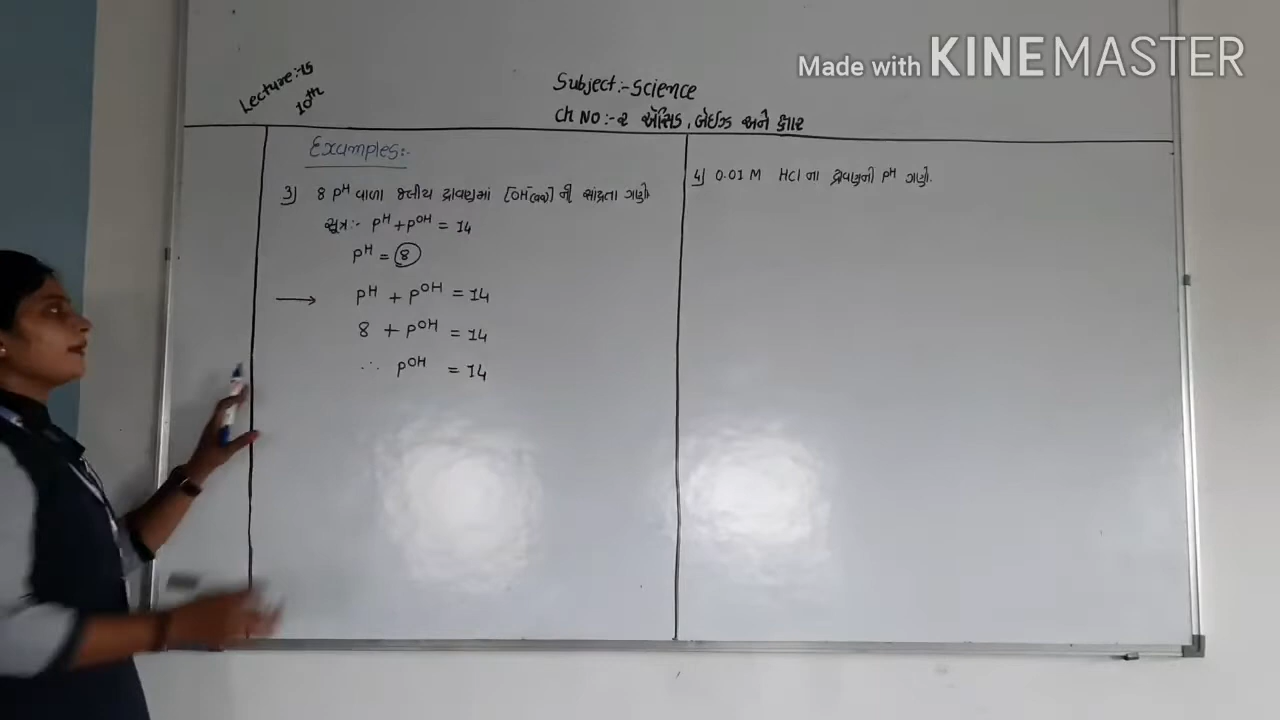 Made with KINEMASTER
Lecture:-15
10th
Subject:-Science
Ch NO:-2 ઍસિડ, બેઇઝ અને ક્ષાર
Examples:-
3) 8 pᴴ વાળા જલીય દ્રાવણમાં [OH⁻(aq)] ની સાંદ્રતા ગણો.
સૂત્ર:- pᴴ + pᴼᴴ = 14
pᴴ = 8
→ pᴴ + pᴼᴴ = 14
8 + pᴼᴴ = 14
∴ pᴼᴴ = 14
4) 0.01 M HCl ના દ્રાવણની pᴴ ગણો.